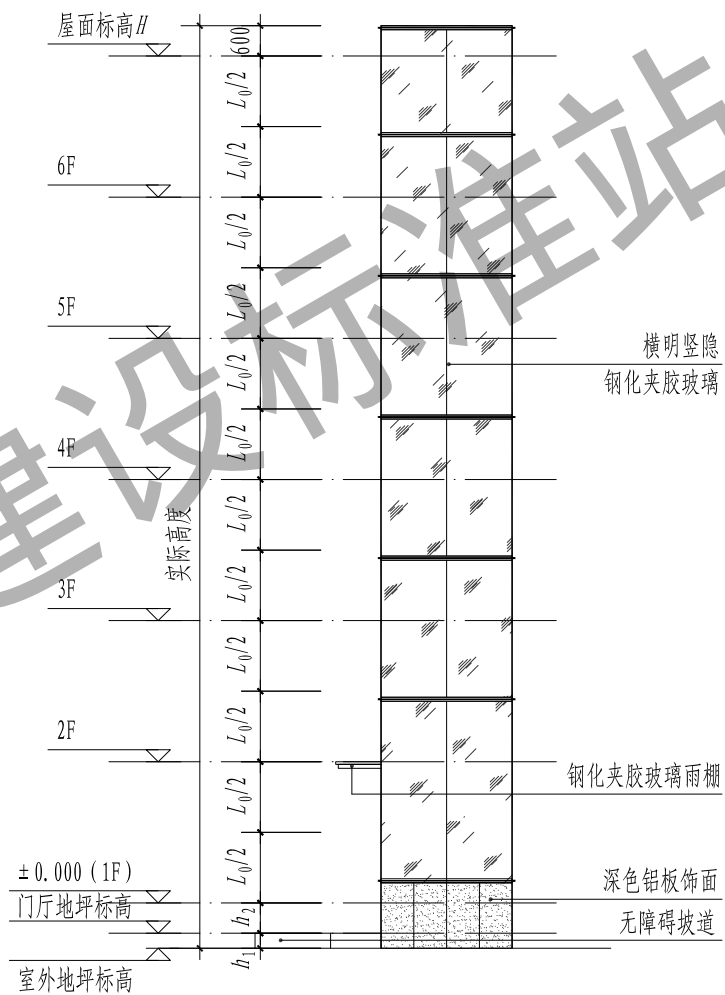 屋面标高H
600
L₀/2
L₀/2
6F
L₀/2
L₀/2
5F
横明竖隐
钢化夹胶玻璃
L₀/2
L₀/2
4F
L₀/2
实际高度
L₀/2
3F
L₀/2
L₀/2
2F
钢化夹胶玻璃雨棚
L₀/2
L₀/2
±0.000(1F)
深色铝板饰面
门厅地坪标高
h₂
无障碍坡道
h₁
室外地坪标高
建设标准站